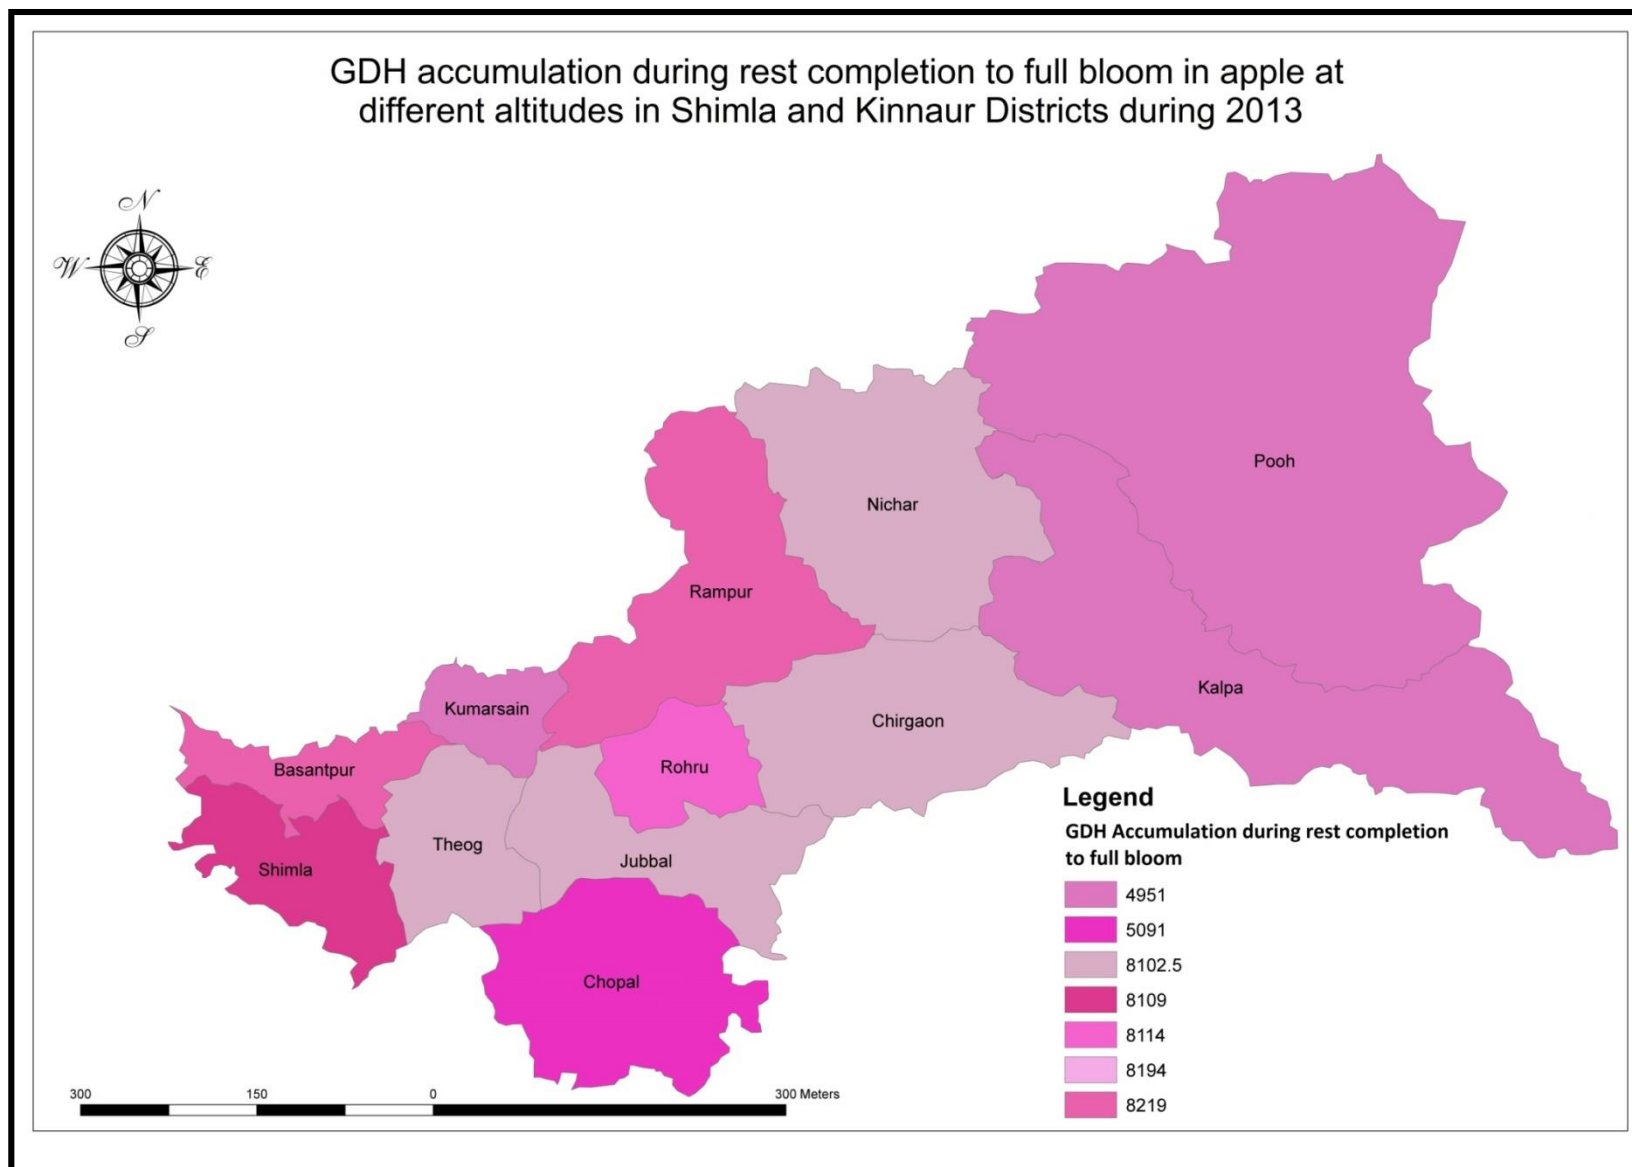 GDH accumulation during rest completion to full bloom in apple at
different altitudes in Shimla and Kinnaur Districts during 2013
N
W
E
S
Pooh
Nichar
Rampur
Kalpa
Kumarsain
Chirgaon
Basantpur
Rohru
Theog
Jubbal
Shimla
Chopal
Legend
GDH Accumulation during rest completion
to full bloom
4951
5091
8102.5
8109
8114
8194
8219
300 150 0 300 Meters